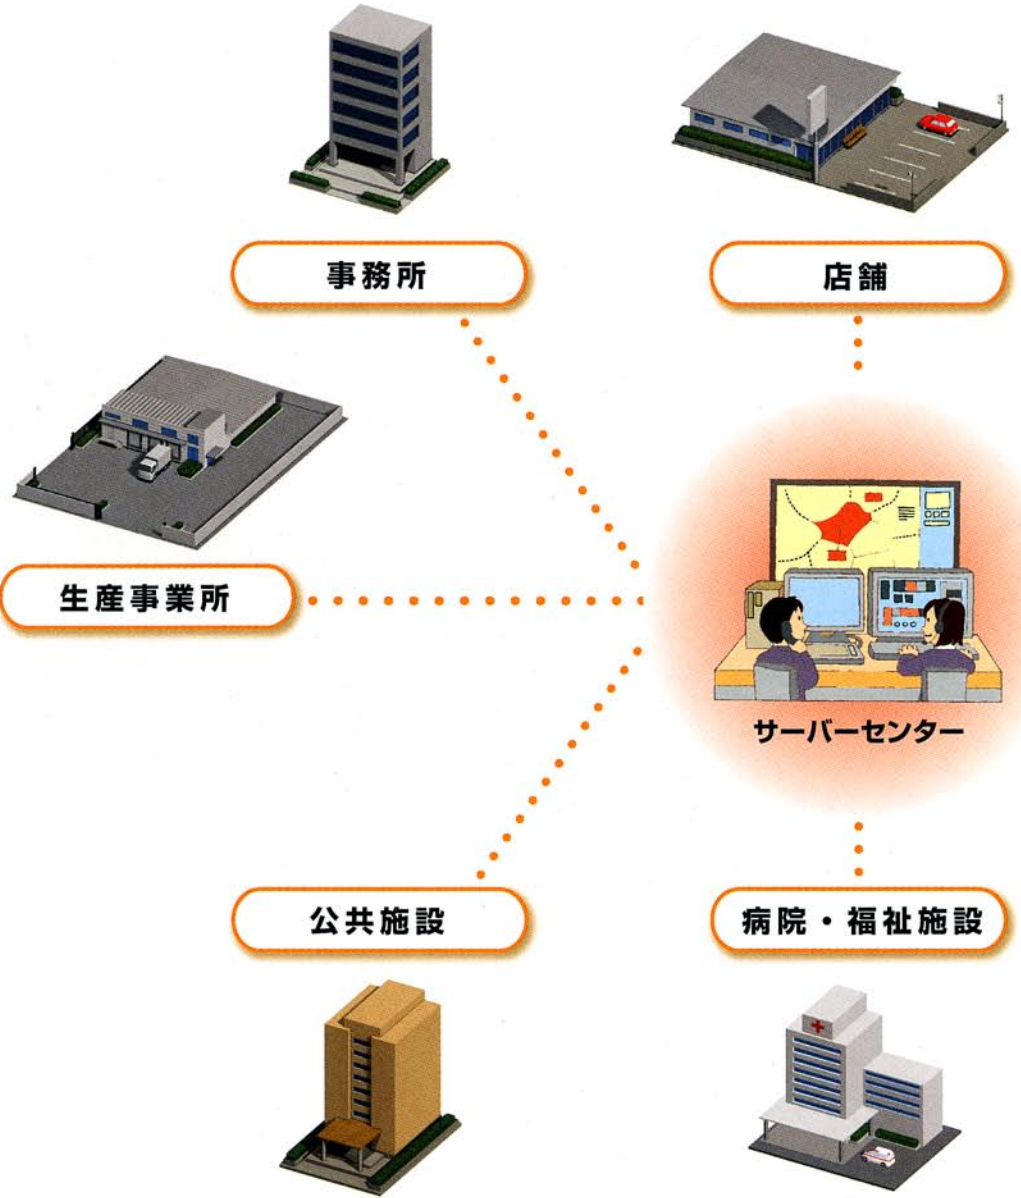 事務所
店舗
生産事業所
サーバーセンター
公共施設
病院・福祉施設